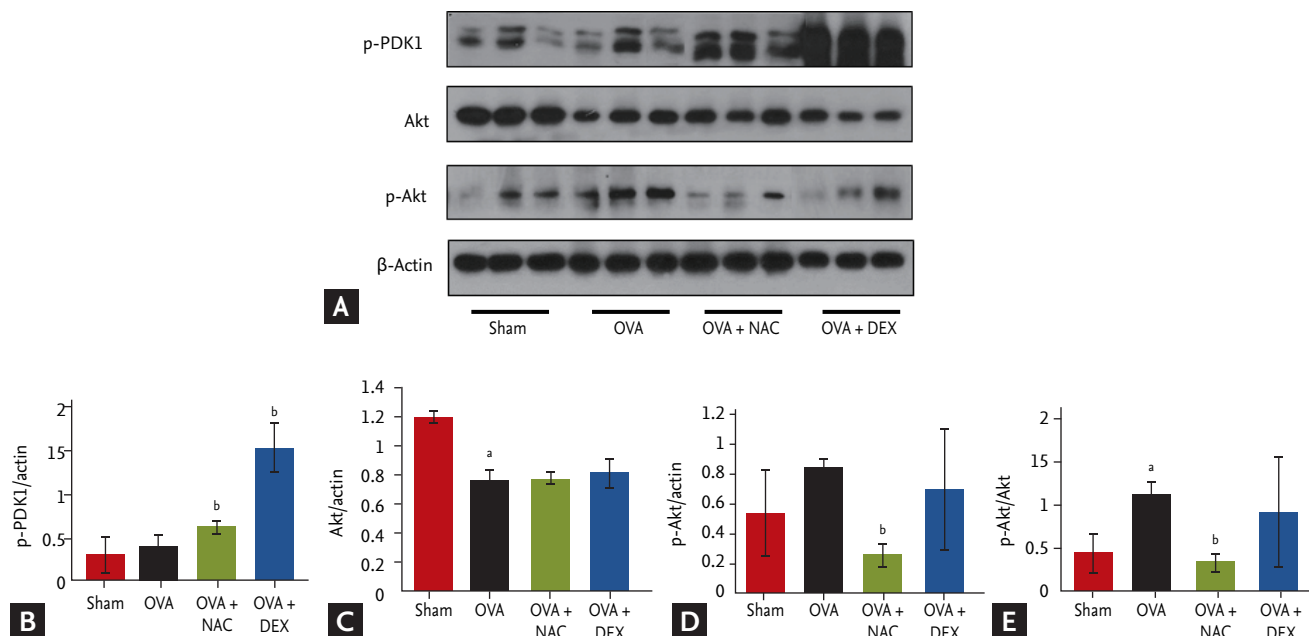 p-PDK1
Akt
p-Akt
β-Actin
A
Sham OVA OVA + NAC OVA + DEX
p-PDK1/actin
2
15
1
0.5
0
b
b
Sham OVA OVA + OVA +
NAC DEX
B
Akt/actin
1.4
1.2
1
0.8
0.6
0.4
0.2
0
a
Sham OVA OVA + OVA +
NAC DEX
C
p-Akt/actin
1.2
1
0.8
0.6
0.4
0.2
0
b
Sham OVA OVA + OVA +
NAC DEX
D
p-Akt/Akt
2
1.5
1
0.5
0
a
b
Sham OVA OVA + OVA +
NAC DEX
E